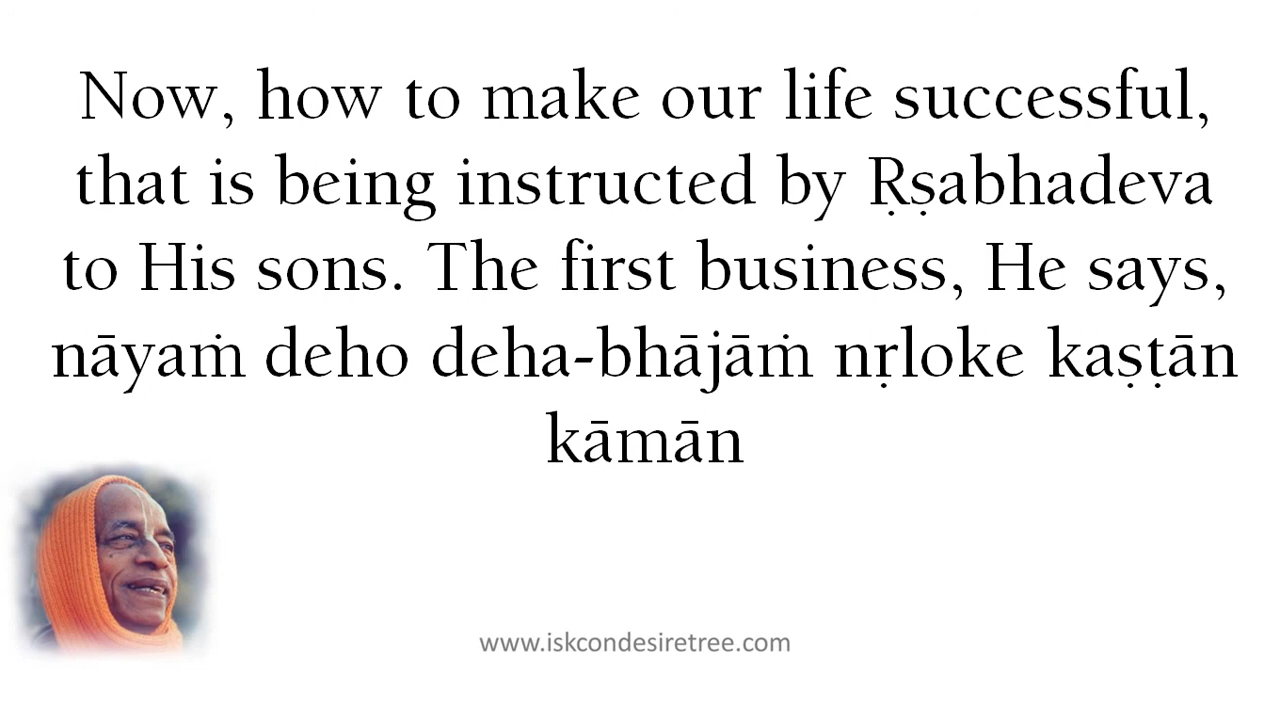 Now, how to make our life successful,
that is being instructed by Ṛṣabhadeva
to His sons. The first business, He says,
nāyaṁ deho deha-bhājāṁ nṛloke kaṣṭān
kāmān
www.iskcondesiretree.com